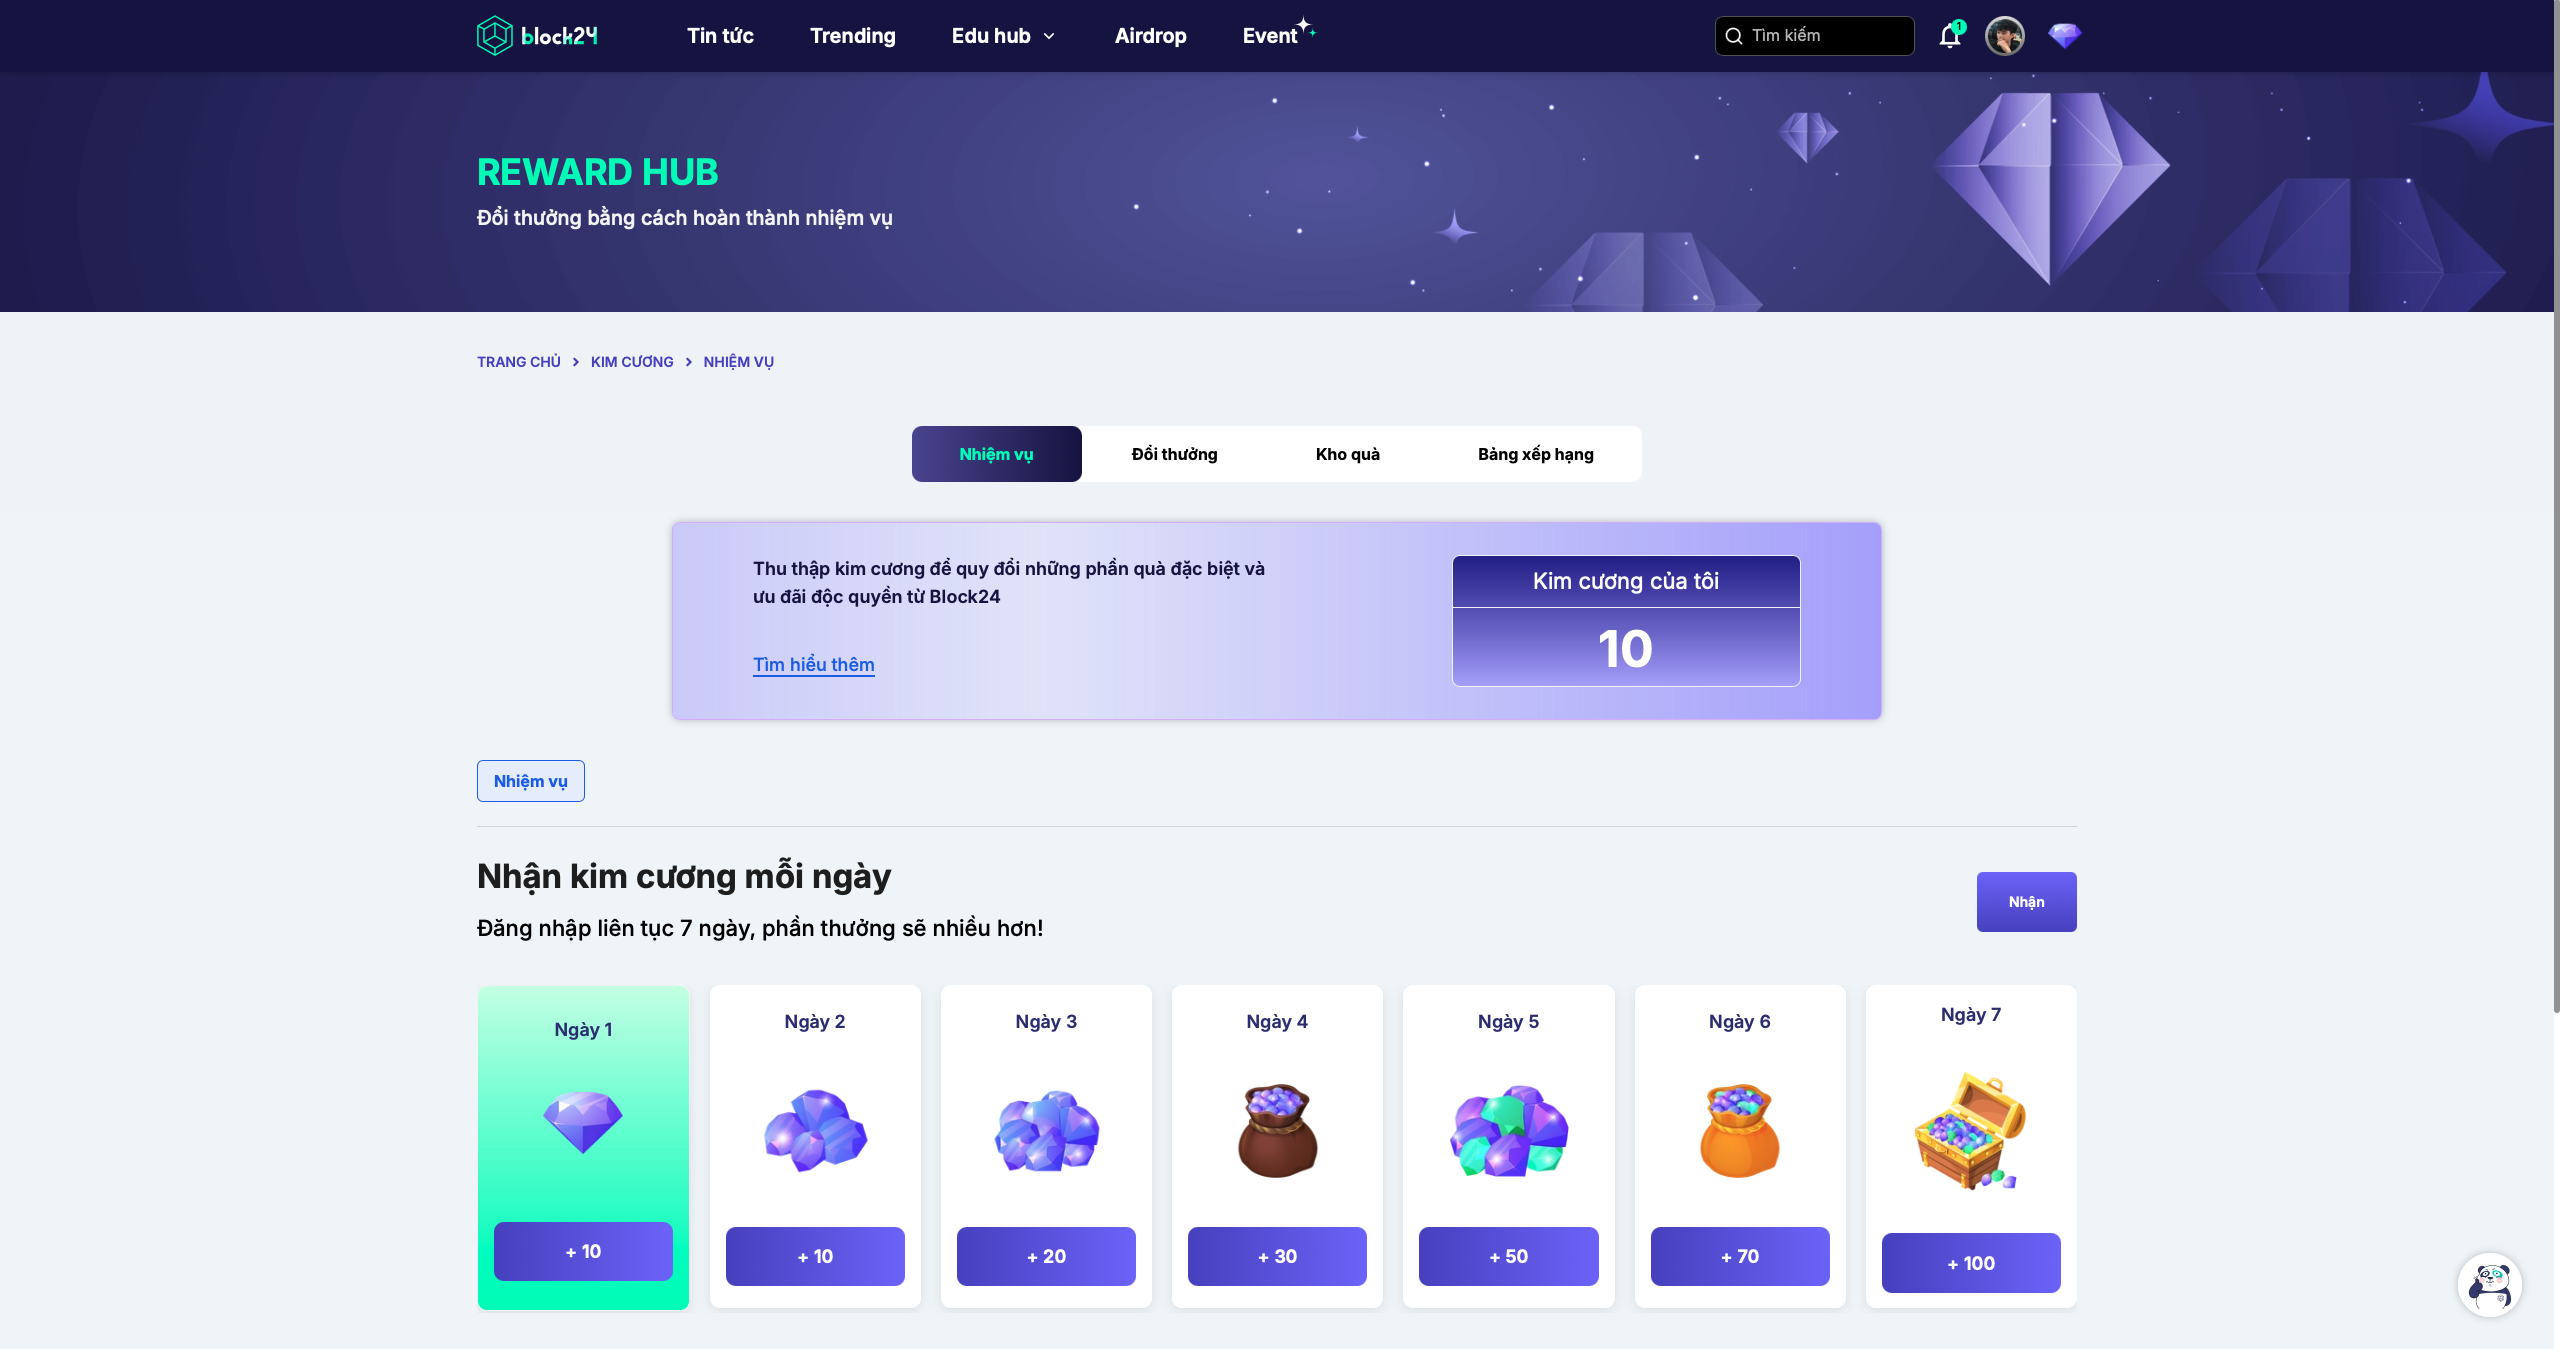 block24
Tin tức
Trending
Edu hub
Airdrop
Event
Tìm kiếm
1
REWARD HUB
Đổi thưởng bằng cách hoàn thành nhiệm vụ
TRANG CHỦ > KIM CƯƠNG > NHIỆM VỤ
Nhiệm vụ
Đổi thưởng
Kho quà
Bảng xếp hạng
Thu thập kim cương để quy đổi những phần quà đặc biệt và
ưu đãi độc quyền từ Block24
Tìm hiểu thêm
Kim cương của tôi
10
Nhiệm vụ
Nhận kim cương mỗi ngày
Đăng nhập liên tục 7 ngày, phần thưởng sẽ nhiều hơn!
Nhận
Ngày 1
+ 10
Ngày 2
+ 10
Ngày 3
+ 20
Ngày 4
+ 30
Ngày 5
+ 50
Ngày 6
+ 70
Ngày 7
+ 100